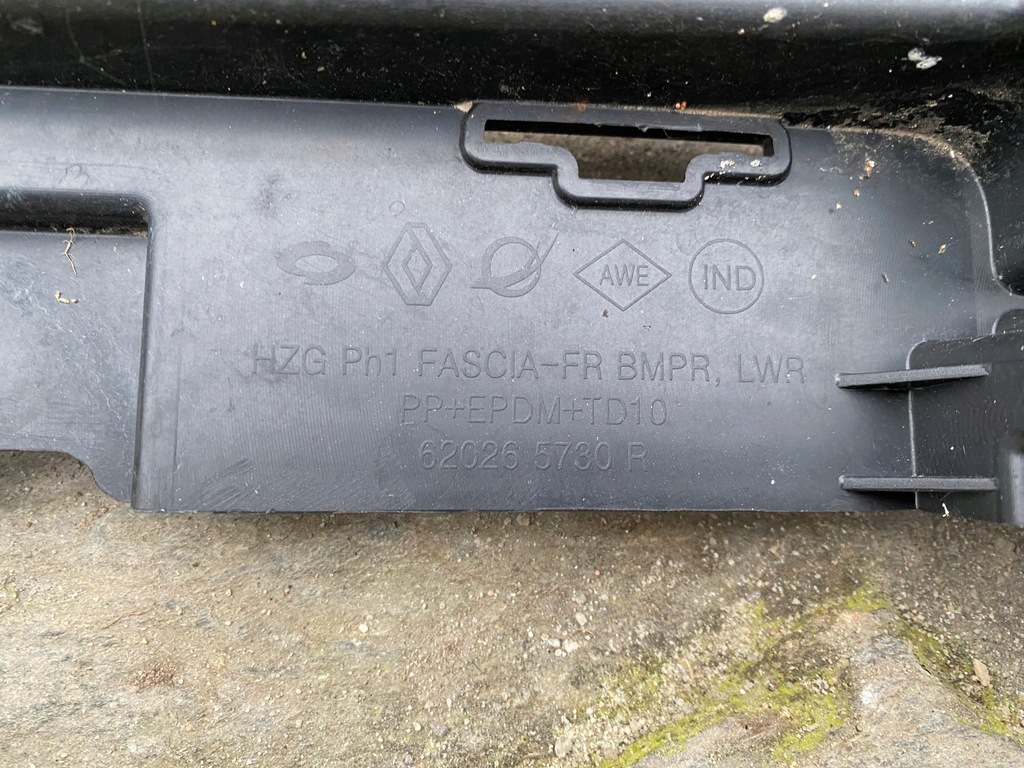 AWE IND
HZG Ph1 FASCIA-FR BMPR, LWR
PP+EPDM+TD10
62026 5730 R